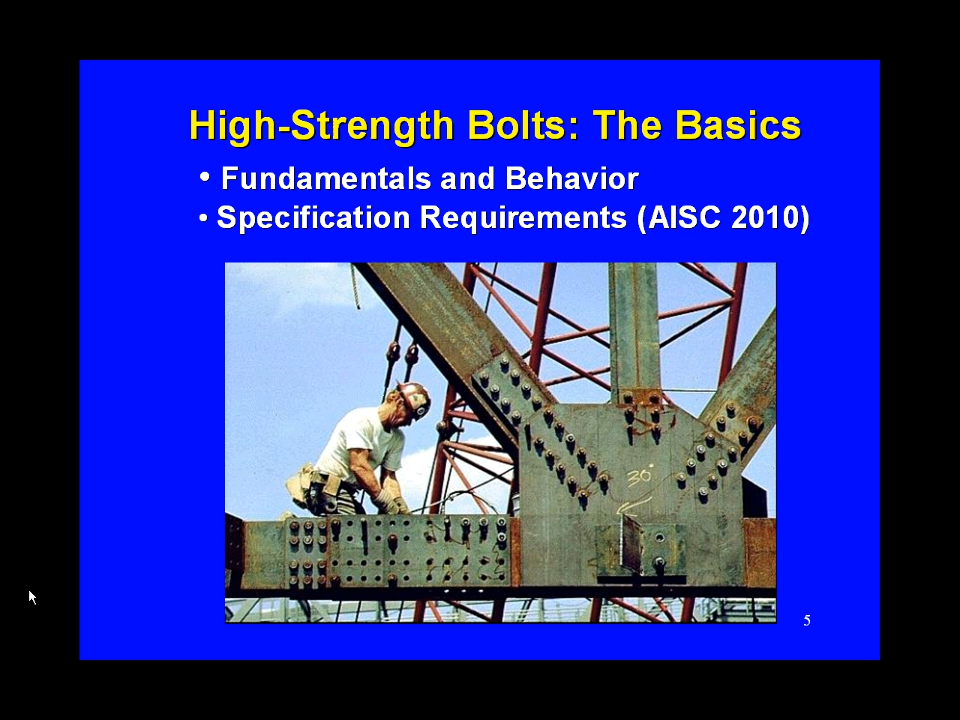 High-Strength Bolts: The Basics
• Fundamentals and Behavior
• Specification Requirements (AISC 2010)
30°
5